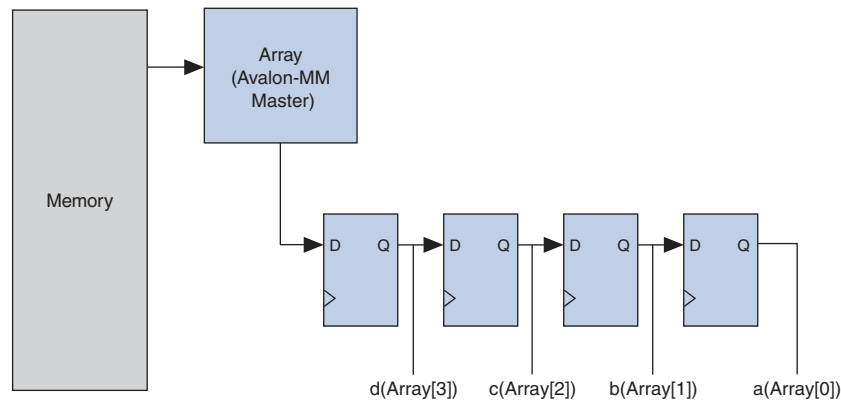 Array
(Avalon-MM
Master)
Memory
D Q D Q D Q D Q
d(Array[3]) c(Array[2]) b(Array[1]) a(Array[0])